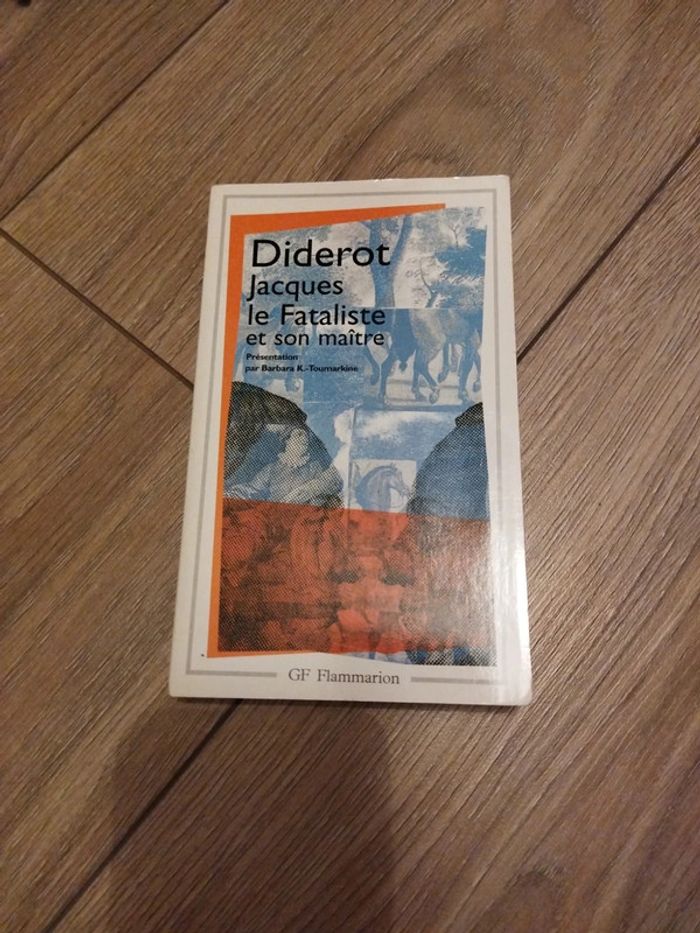 Diderot
Jacques
le Fataliste
et son maître
Présentation
par Barbara K.-Toumarkine
GF Flammarion